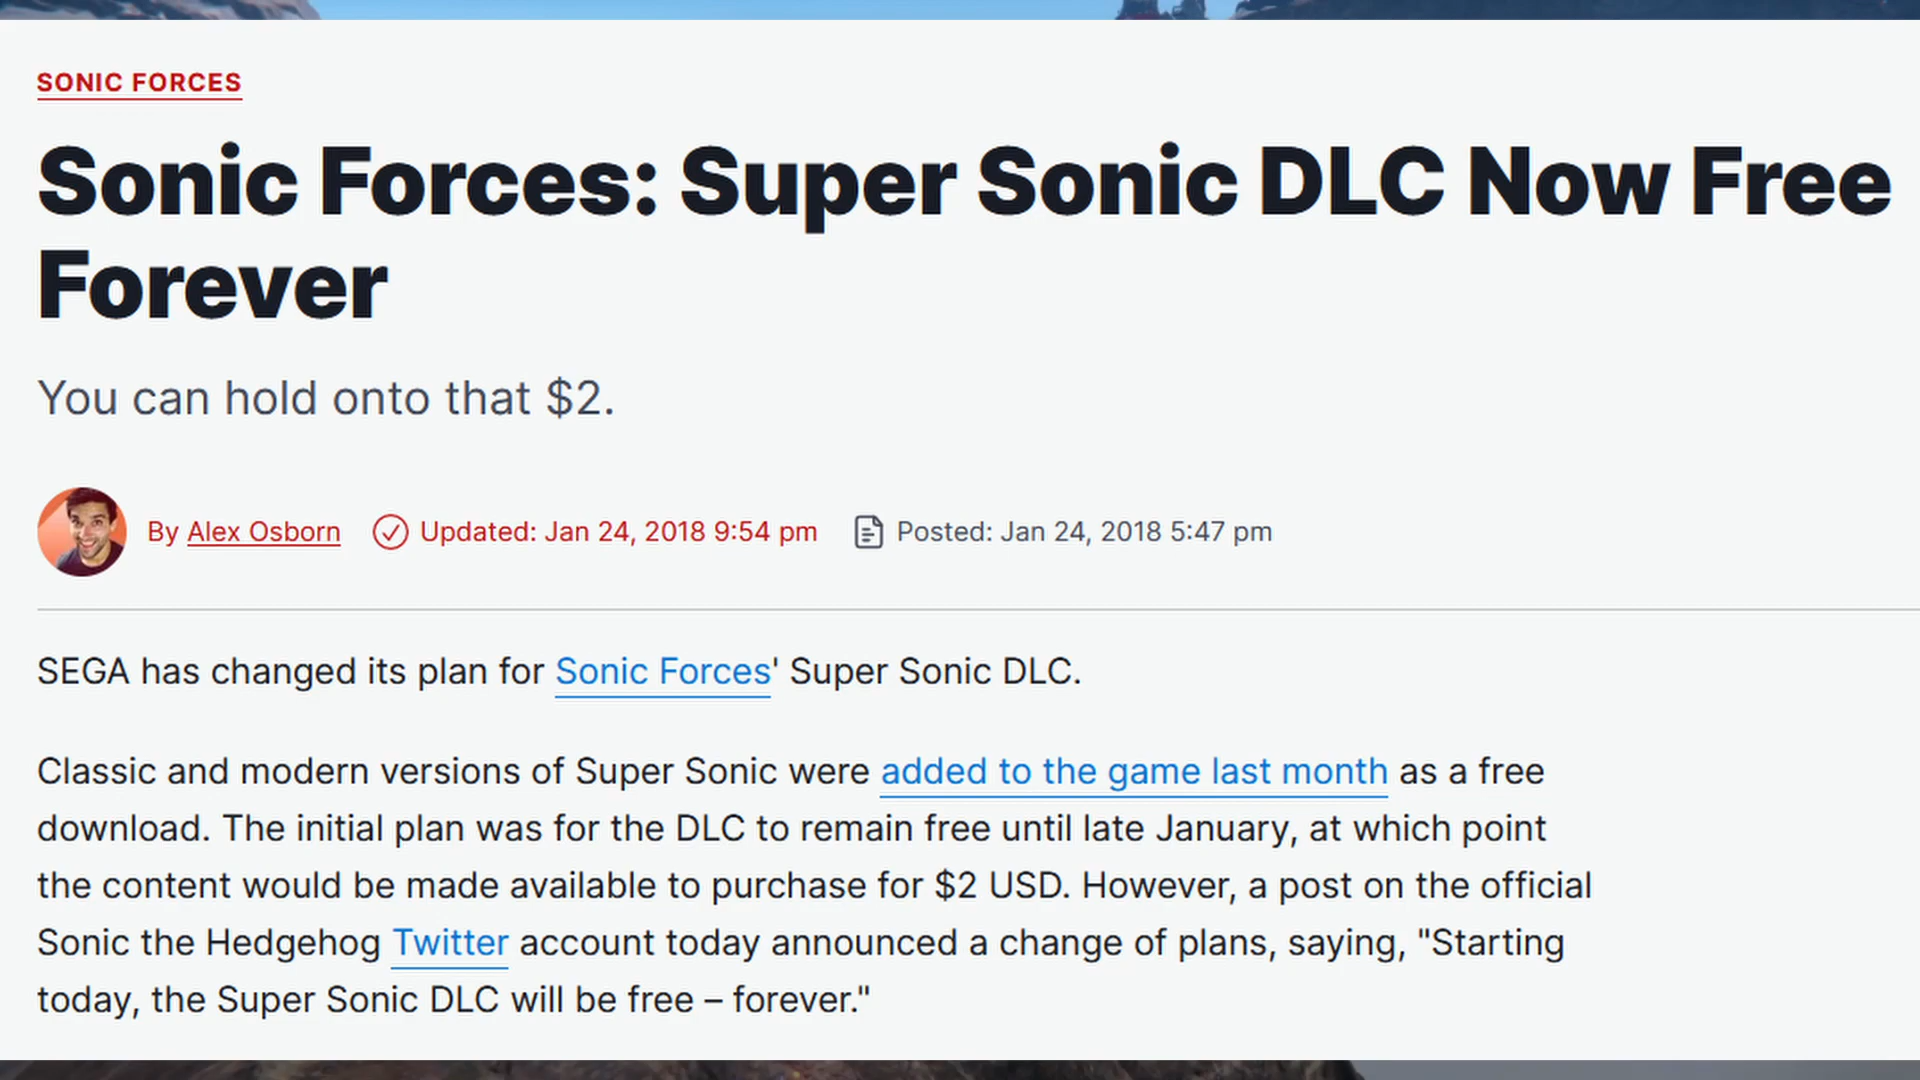 SONIC FORCES
Sonic Forces: Super Sonic DLC Now Free
Forever
You can hold onto that $2.
By Alex Osborn Updated: Jan 24, 2018 9:54 pm Posted: Jan 24, 2018 5:47 pm
SEGA has changed its plan for Sonic Forces' Super Sonic DLC.
Classic and modern versions of Super Sonic were added to the game last month as a free
download. The initial plan was for the DLC to remain free until late January, at which point
the content would be made available to purchase for $2 USD. However, a post on the official
Sonic the Hedgehog Twitter account today announced a change of plans, saying, "Starting
today, the Super Sonic DLC will be free – forever."